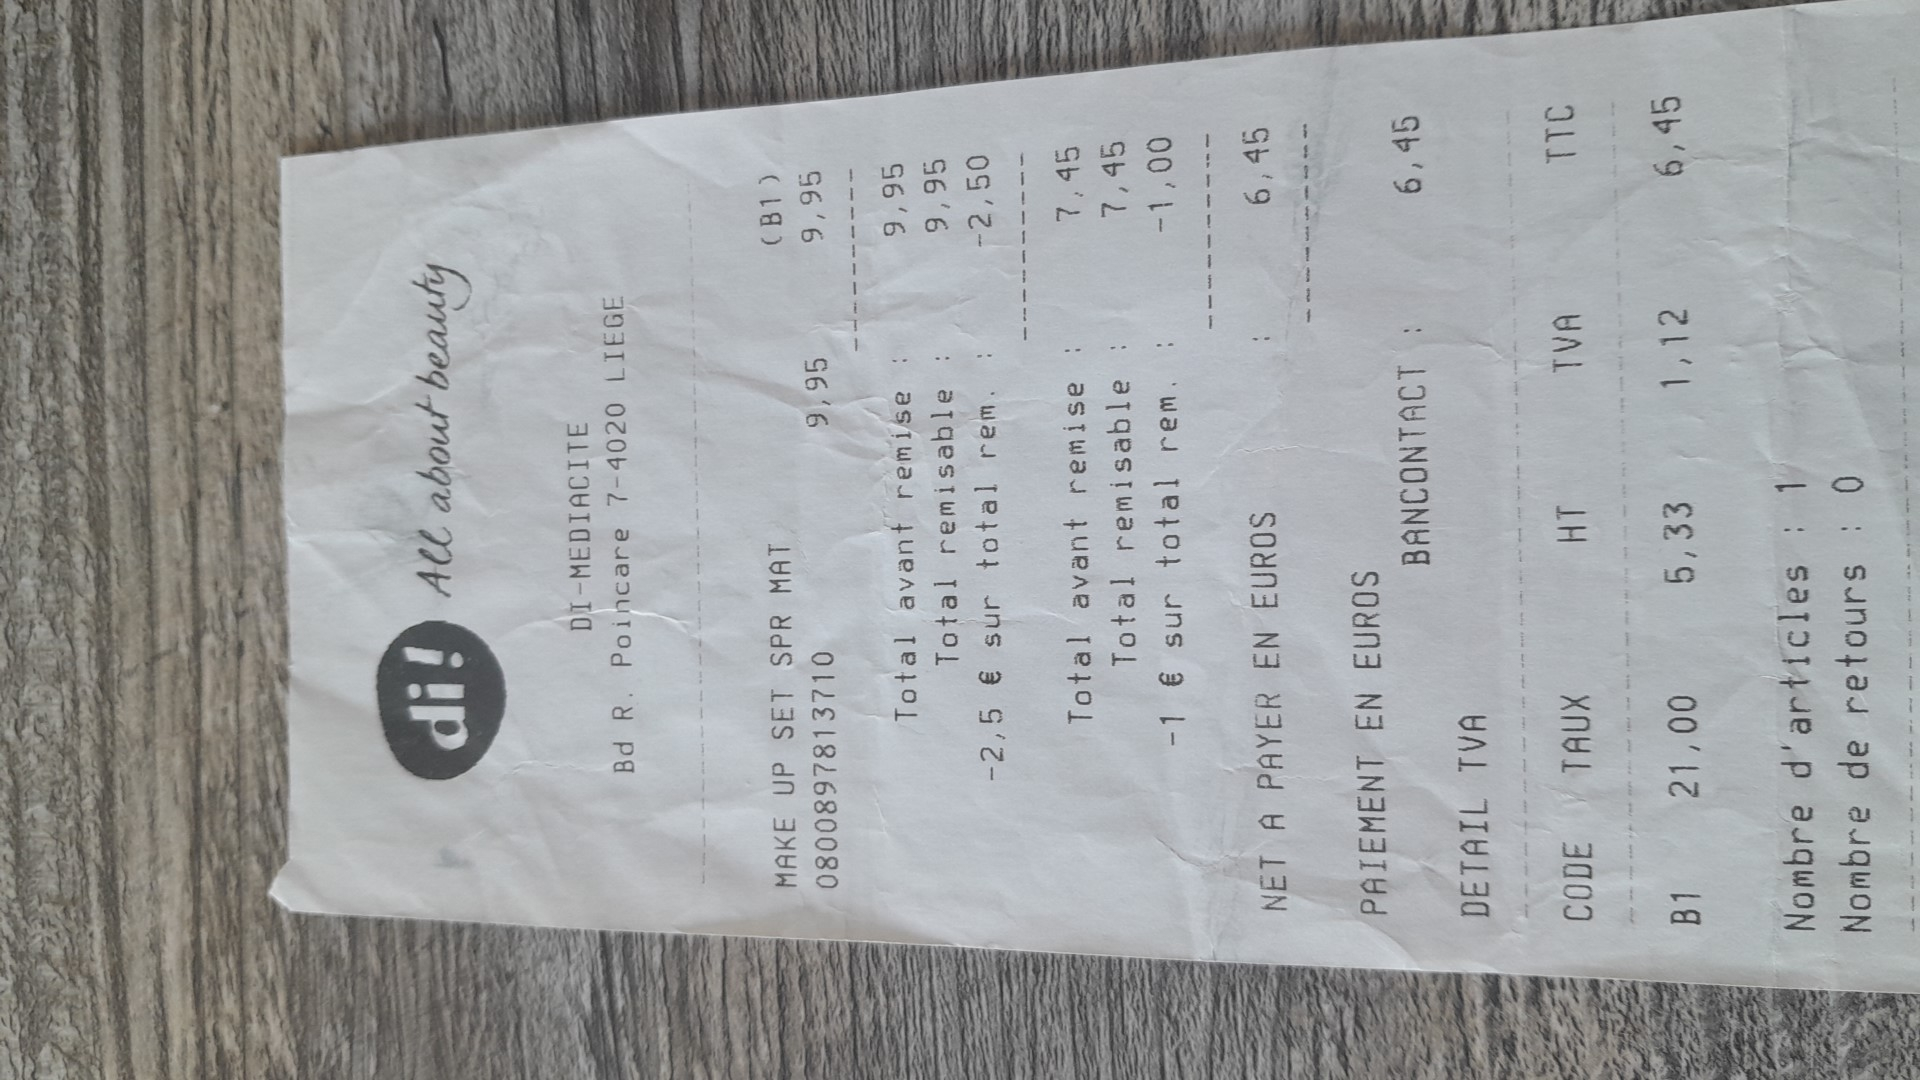 di! All about beauty
DI-MEDIACITE
Bd R. Poincare 7-4020 LIEGE
MAKE UP SET SPR MAT (B1)
0800897813710 9,95 9,95
Total avant remise : 9,95
Total remisable : 9,95
-2,5 € sur total rem. : -2,50
Total avant remise : 7,45
Total remisable : 7,45
-1 € sur total rem. : -1,00
NET A PAYER EN EUROS : 6,45
PAIEMENT EN EUROS
BANCONTACT : 6,45
DETAIL TVA
CODE TAUX HT TVA TTC
B1 21,00 5,33 1,12 6,45
Nombre d'articles : 1
Nombre de retours : 0